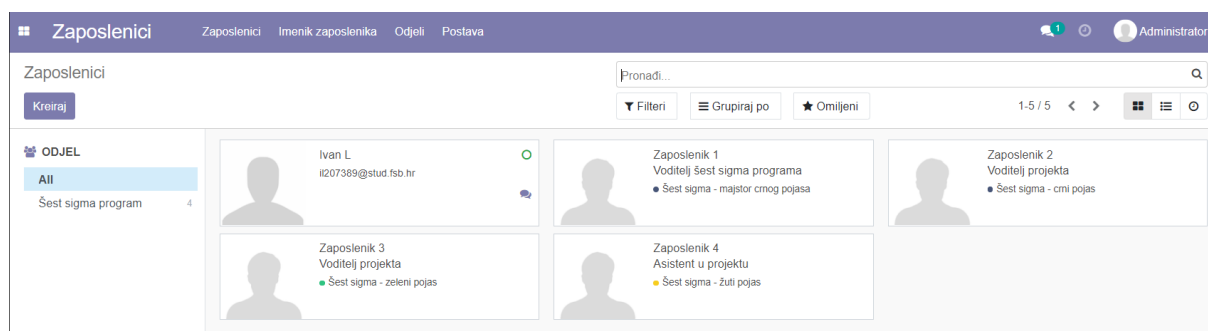 Zaposlenici Zaposlenici Imenik zaposlenika Odjeli Postava 1 Administrator
Zaposlenici
Pronađi...
Kreiraj
Filteri Grupiraj po Omiljeni 1-5 / 5
ODJEL
All
Šest sigma program 4
Ivan L
il207389@stud.fsb.hr
Zaposlenik 1
Voditelj šest sigma programa
Šest sigma - majstor crnog pojasa
Zaposlenik 2
Voditelj projekta
Šest sigma - crni pojas
Zaposlenik 3
Voditelj projekta
Šest sigma - zeleni pojas
Zaposlenik 4
Asistent u projektu
Šest sigma - žuti pojas